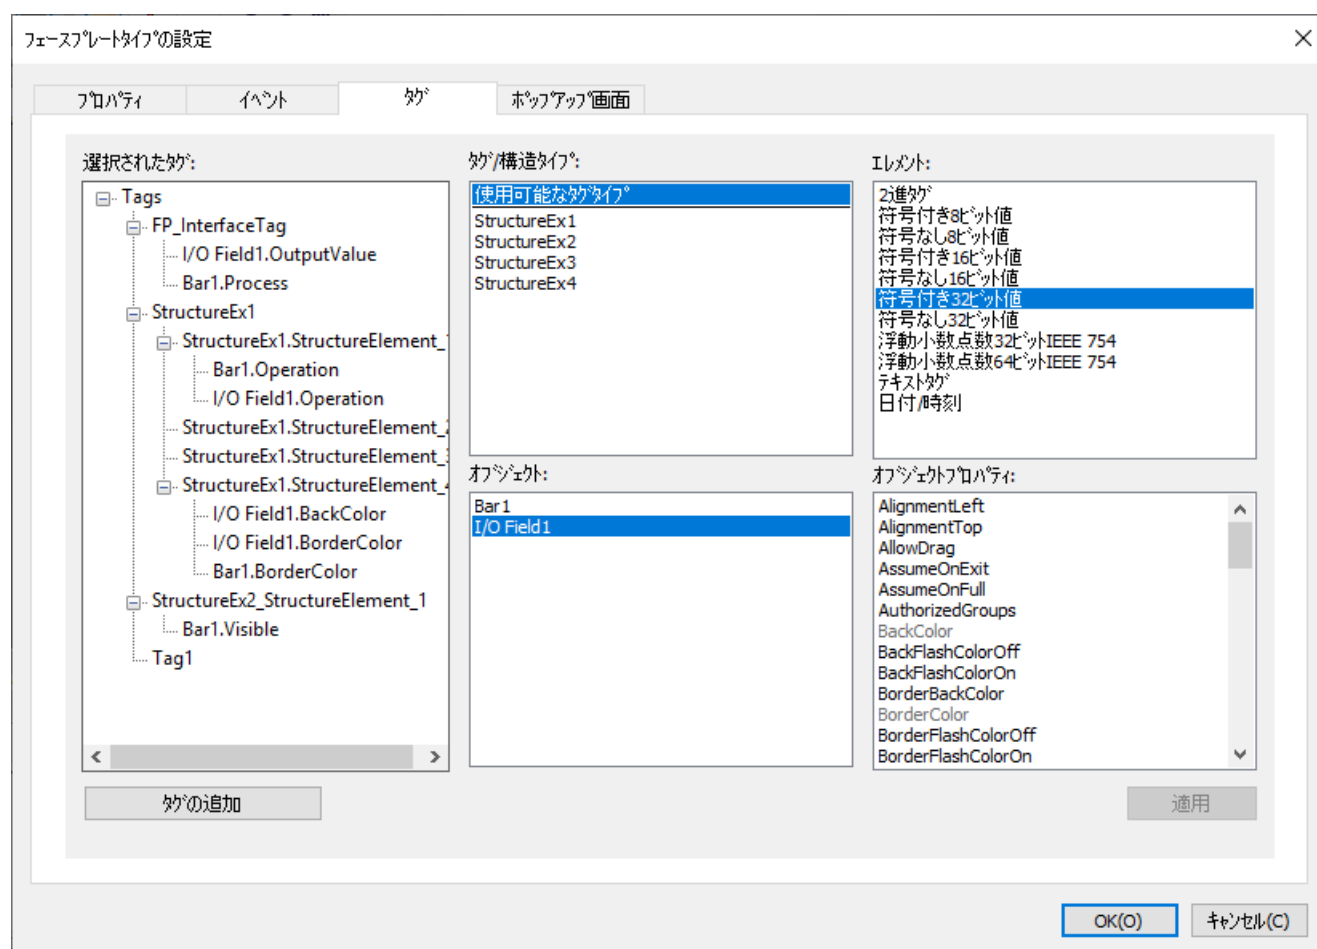 フェースプレートタイプの設定
プロパティ
イベント
タグ
ポップアップ画面
選択されたタグ:
Tags
FP_InterfaceTag
I/O Field1.OutputValue
Bar1.Process
StructureEx1
StructureEx1.StructureElement_1
Bar1.Operation
I/O Field1.Operation
StructureEx1.StructureElement_2
StructureEx1.StructureElement_3
StructureEx1.StructureElement_4
I/O Field1.BackColor
I/O Field1.BorderColor
Bar1.BorderColor
StructureEx2_StructureElement_1
Bar1.Visible
Tag1
タグの追加
タグ/構造タイプ:
使用可能なタグタイプ
StructureEx1
StructureEx2
StructureEx3
StructureEx4
オブジェクト:
Bar1
I/O Field1
エレメント:
2進タグ
符号付き8ビット値
符号なし8ビット値
符号付き16ビット値
符号なし16ビット値
符号付き32ビット値
符号なし32ビット値
浮動小数点数32ビットIEEE 754
浮動小数点数64ビットIEEE 754
テキストタグ
日付/時刻
オブジェクトプロパティ:
AlignmentLeft
AlignmentTop
AllowDrag
AssumeOnExit
AssumeOnFull
AuthorizedGroups
BackColor
BackFlashColorOff
BackFlashColorOn
BorderBackColor
BorderColor
BorderFlashColorOff
BorderFlashColorOn
適用
OK(O)
キャンセル(C)